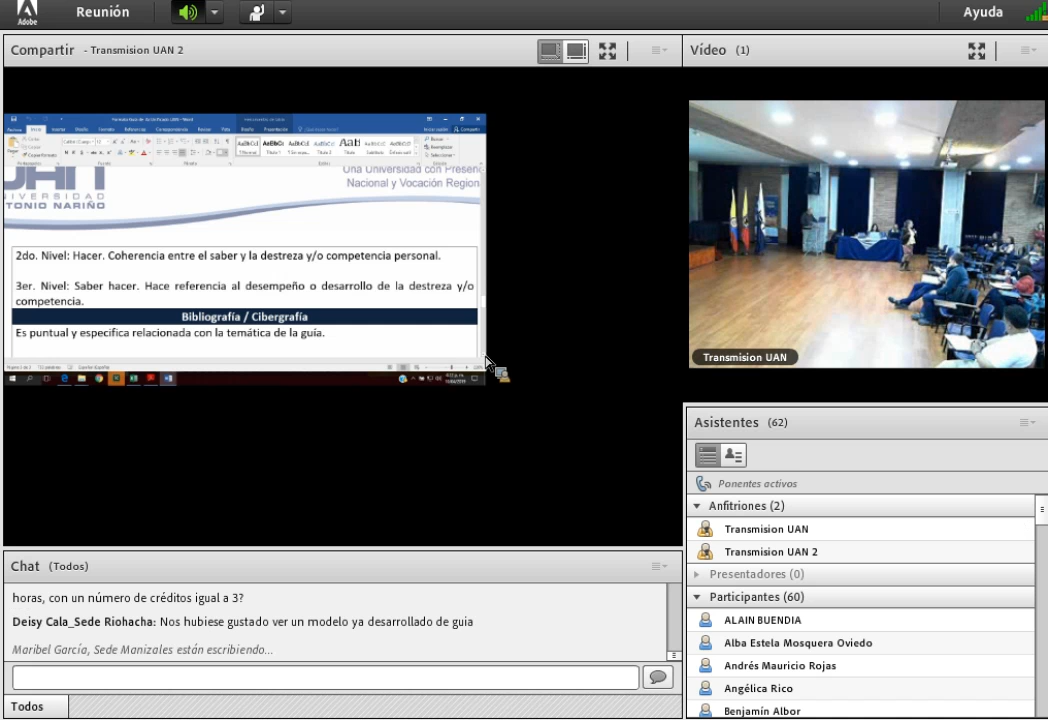 Adobe
Reunión
Ayuda
Compartir - Transmision UAN 2
Vídeo (1)
Una Universidad con Presen
Nacional y Vocación Region
UAN
IVERSIDAD
TONIO NARIÑO
2do. Nivel: Hacer. Coherencia entre el saber y la destreza y/o competencia personal.
3er. Nivel: Saber hacer. Hace referencia al desempeño o desarrollo de la destreza y/o
competencia.
Bibliografía / Cibergrafía
Es puntual y especifica relacionada con la temática de la guía.
Transmision UAN
Asistentes (62)
Ponentes activos
Anfitriones (2)
Transmision UAN
Transmision UAN 2
Presentadores (0)
Participantes (60)
ALAIN BUENDIA
Alba Estela Mosquera Oviedo
Andrés Mauricio Rojas
Angélica Rico
Benjamín Albor
Chat (Todos)
horas, con un número de créditos igual a 3?
Deisy Cala_Sede Riohacha: Nos hubiese gustado ver un modelo ya desarrollado de guia
Maribel García, Sede Manizales están escribiendo...
Todos